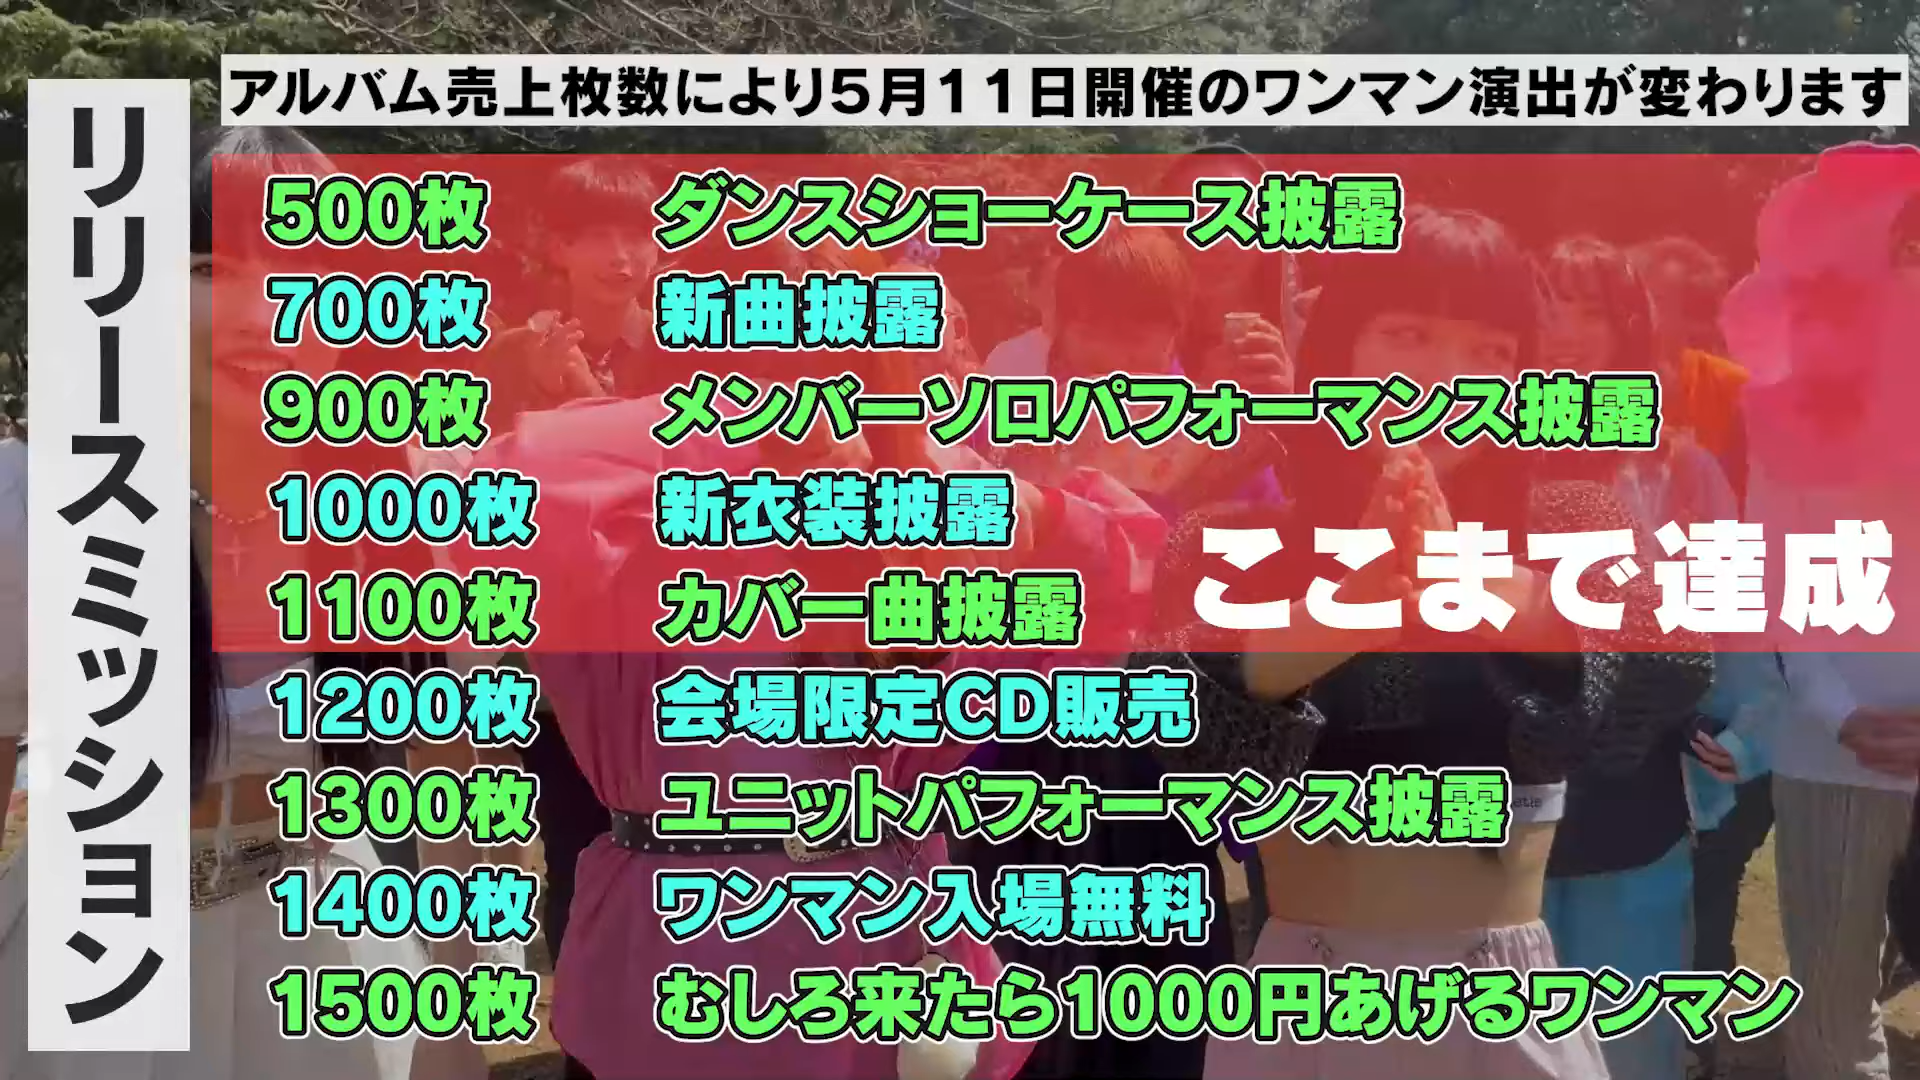 アルバム売上枚数により5月11日開催のワンマン演出が変わります
リリースミッション
500枚 ダンスショーケース披露
700枚 新曲披露
900枚 メンバーソロパフォーマンス披露
1000枚 新衣装披露
1100枚 カバー曲披露
ここまで達成
1200枚 会場限定CD販売
1300枚 ユニットパフォーマンス披露
1400枚 ワンマン入場無料
1500枚 むしろ来たら1000円あげるワンマン